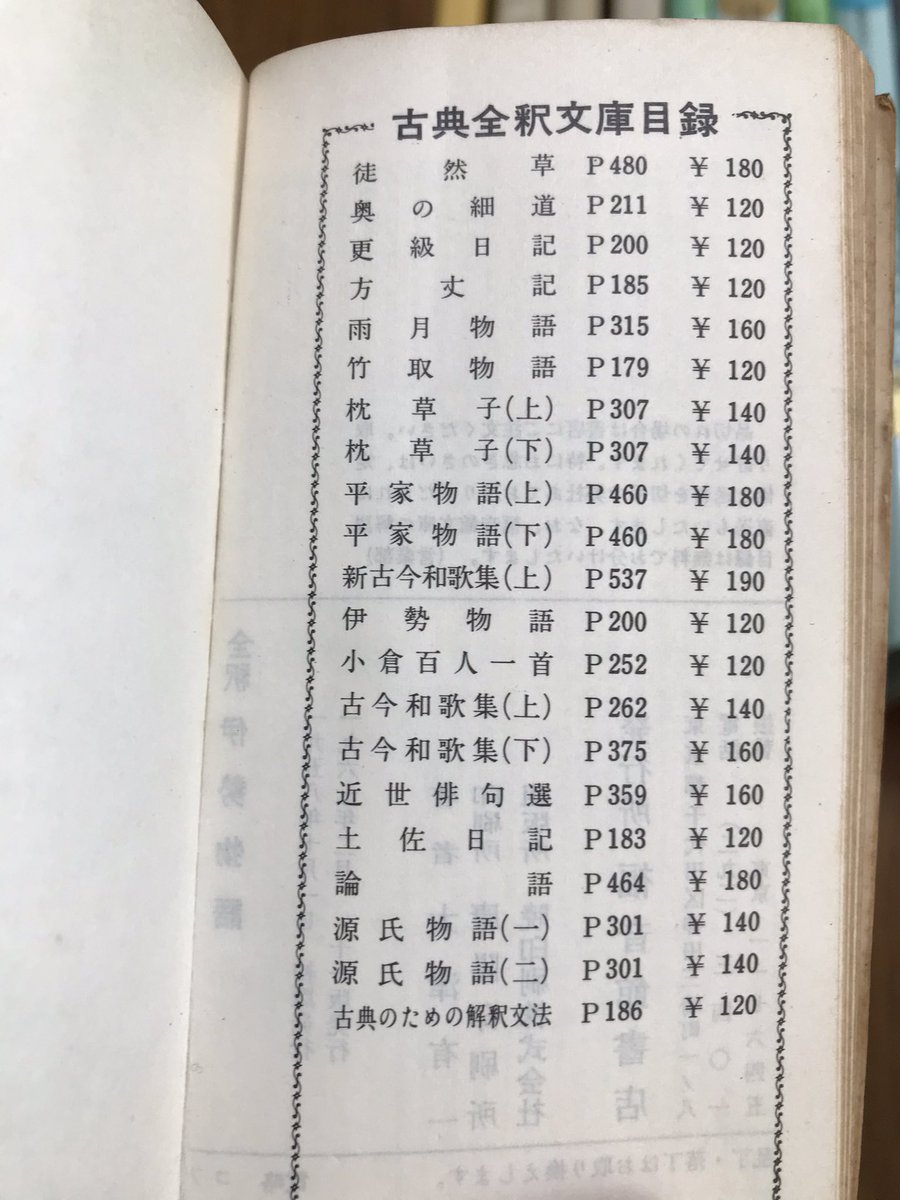 古典全釈文庫目録
徒然草 P480 ¥ 180
奥の細道 P211 ¥ 120
更級日記 P200 ¥ 120
方丈記 P185 ¥ 120
雨月物語 P315 ¥ 160
竹取物語 P179 ¥ 120
枕草子(上) P307 ¥ 140
枕草子(下) P307 ¥ 140
平家物語(上) P460 ¥ 180
平家物語(下) P460 ¥ 180
新古今和歌集(上) P537 ¥ 190
伊勢物語 P200 ¥ 120
小倉百人一首 P252 ¥ 120
古今和歌集(上) P262 ¥ 140
古今和歌集(下) P375 ¥ 160
近世俳句選 P359 ¥ 160
土佐日記 P183 ¥ 120
論語 P464 ¥ 180
源氏物語(一) P301 ¥ 140
源氏物語(二) P301 ¥ 140
古典のための解釈文法 P186 ¥ 120